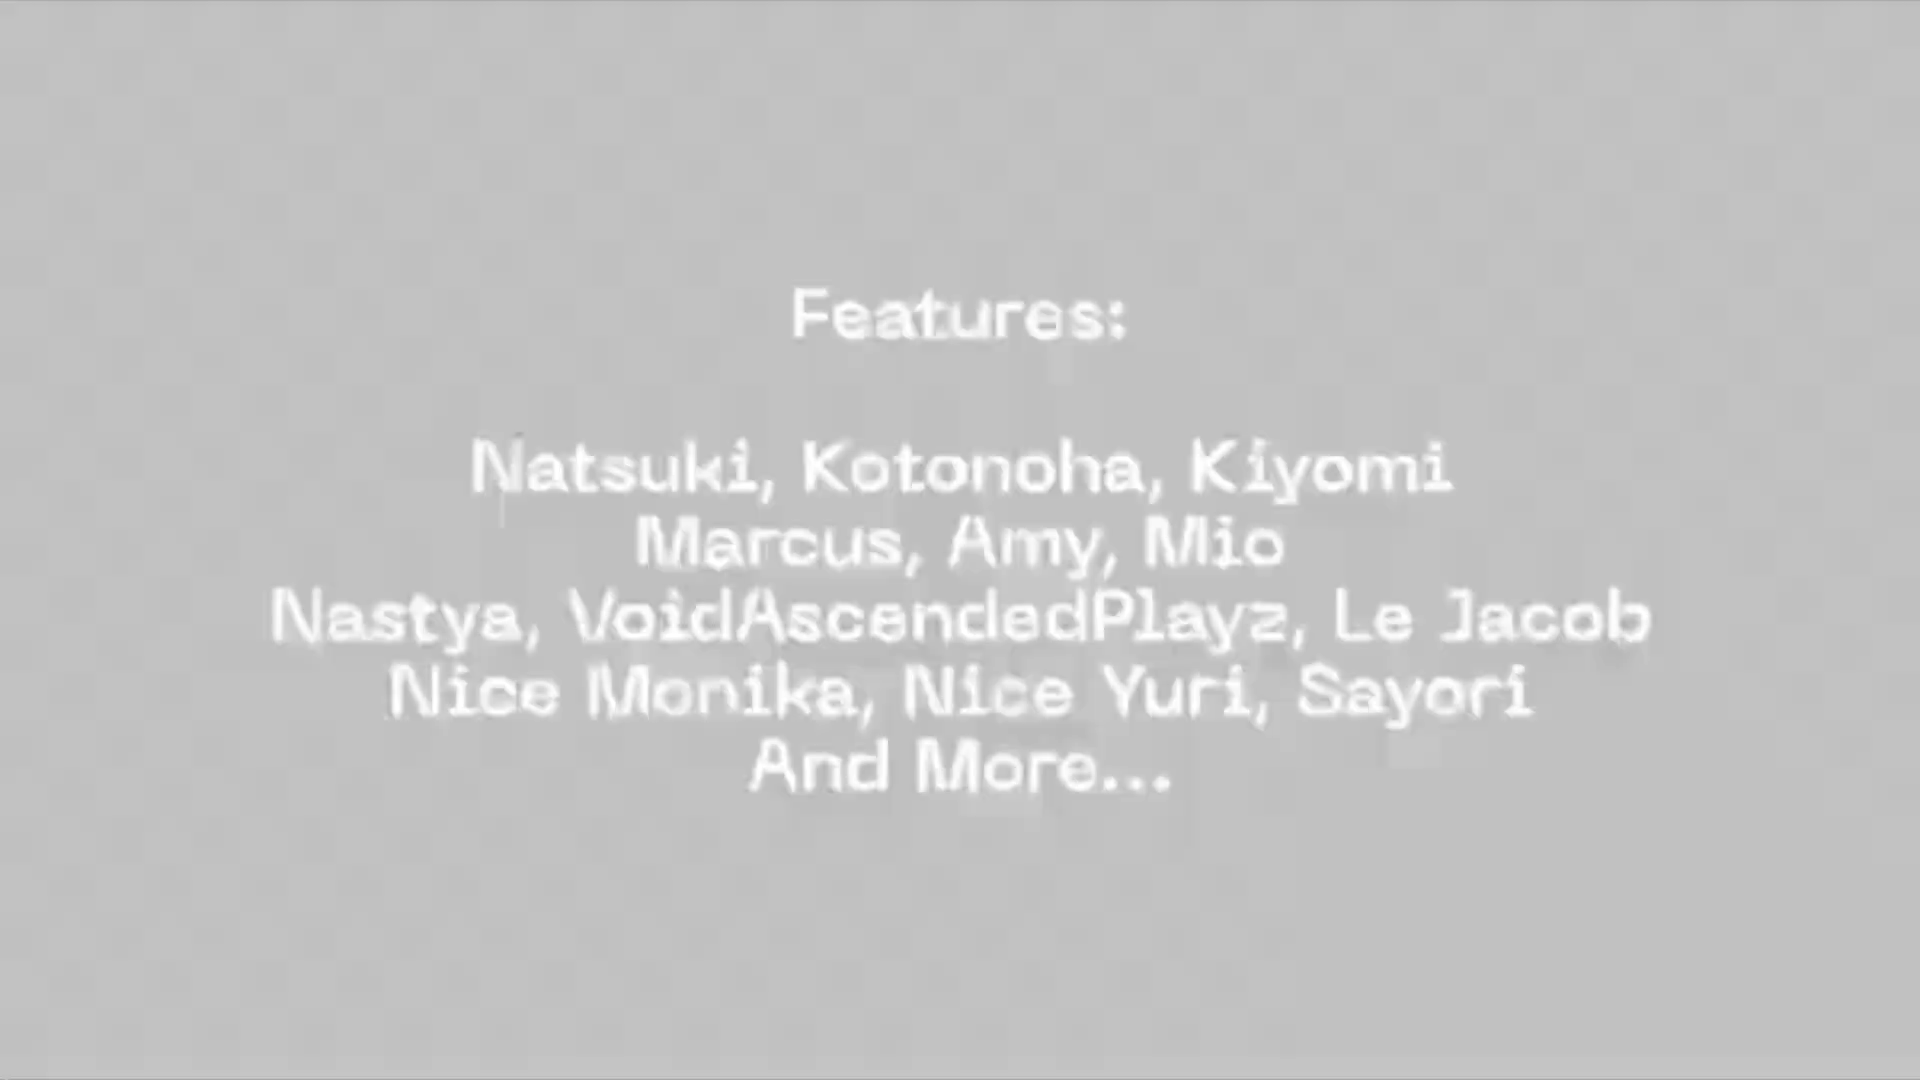 Features:
Natsuki, Kotonoha, Kiyomi
Marcus, Amy, Mio
Nastya, VoidAscendedPlayz, Le Jacob
Nice Monika, Nice Yuri, Sayori
And More...